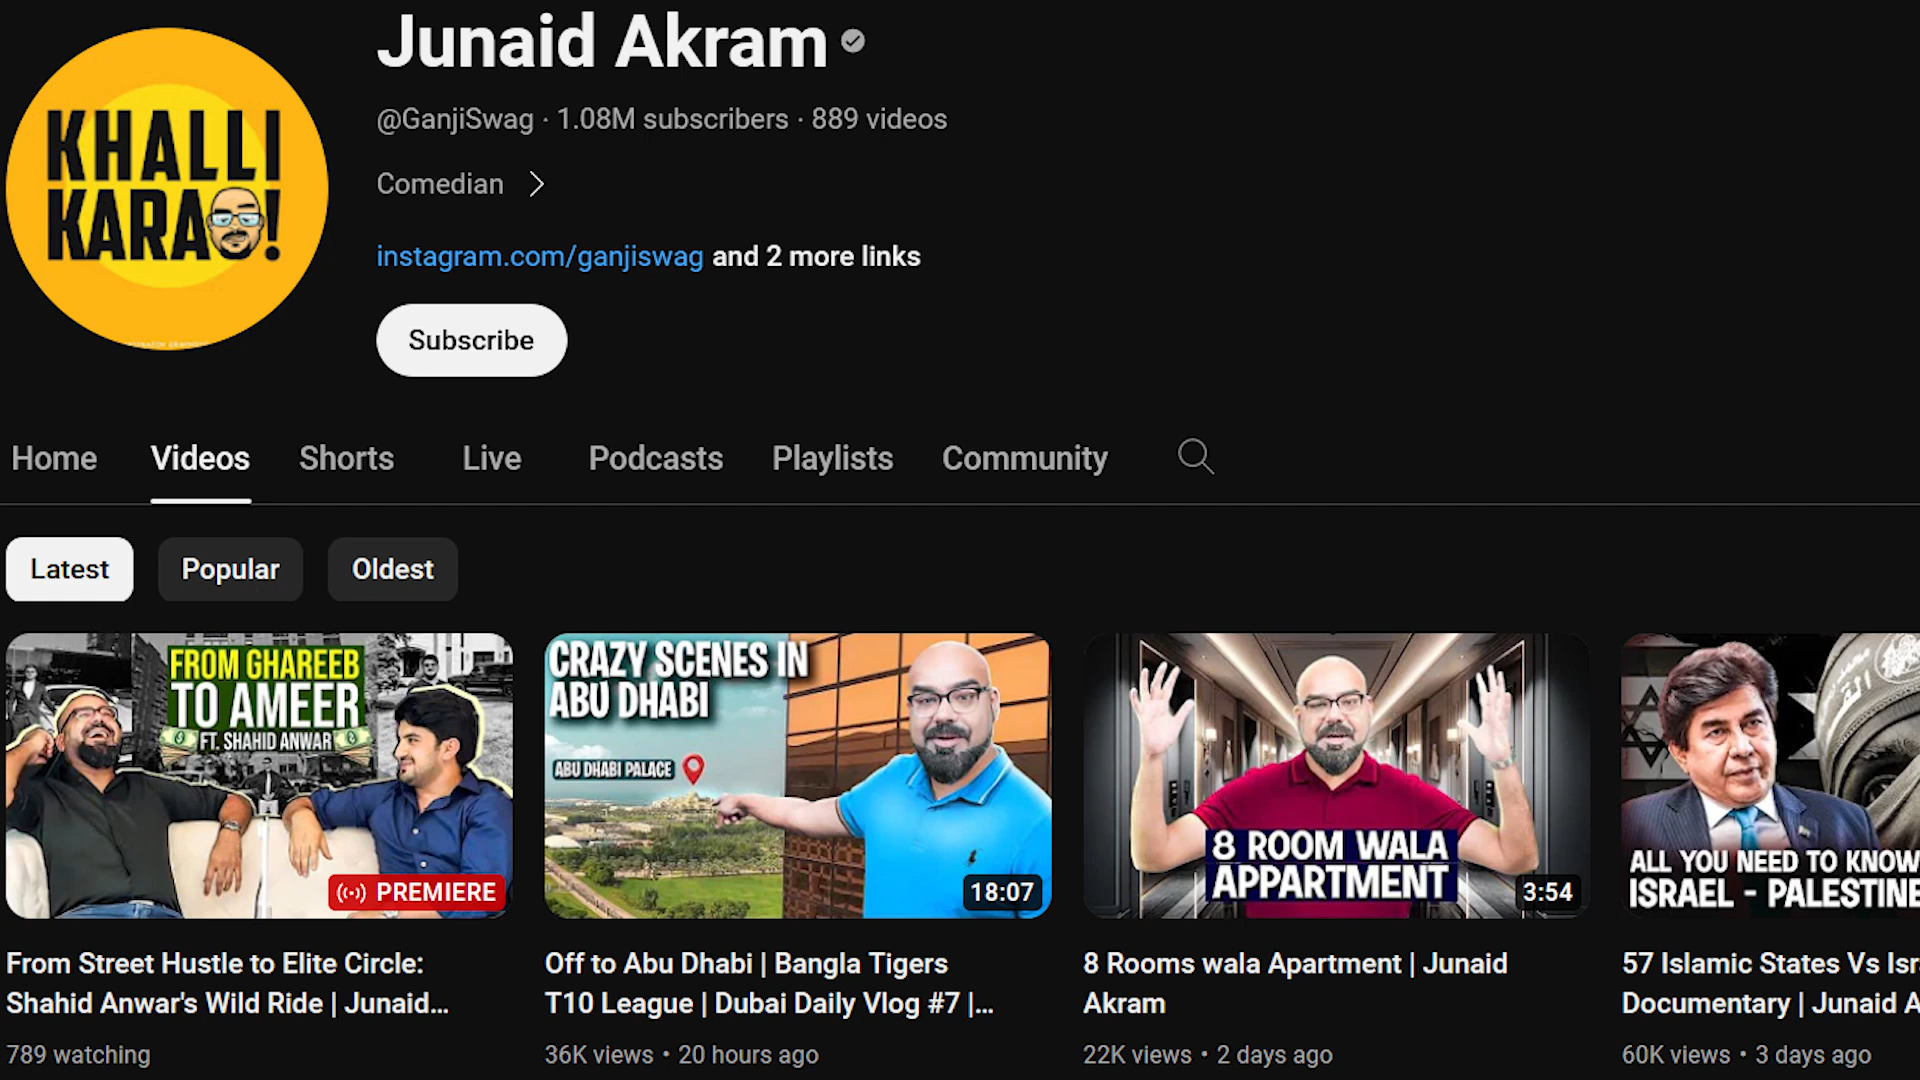 KHALLI
KARAO!
Junaid Akram
@GanjiSwag · 1.08M subscribers · 889 videos
Comedian
instagram.com/ganjiswag and 2 more links
Subscribe
Home Videos Shorts Live Podcasts Playlists Community
Latest Popular Oldest
FROM GHAREEB
TO AMEER
FT. SHAHID ANWAR
PREMIERE
CRAZY SCENES IN
ABU DHABI
ABU DHABI PALACE
18:07
8 ROOM WALA
APPARTMENT
3:54
ALL YOU NEED TO KNOW
ISRAEL - PALESTINE
From Street Hustle to Elite Circle:
Shahid Anwar's Wild Ride | Junaid...
789 watching
Off to Abu Dhabi | Bangla Tigers
T10 League | Dubai Daily Vlog #7 |...
36K views • 20 hours ago
8 Rooms wala Apartment | Junaid
Akram
22K views • 2 days ago
57 Islamic States Vs Isr
Documentary | Junaid A
60K views • 3 days ago